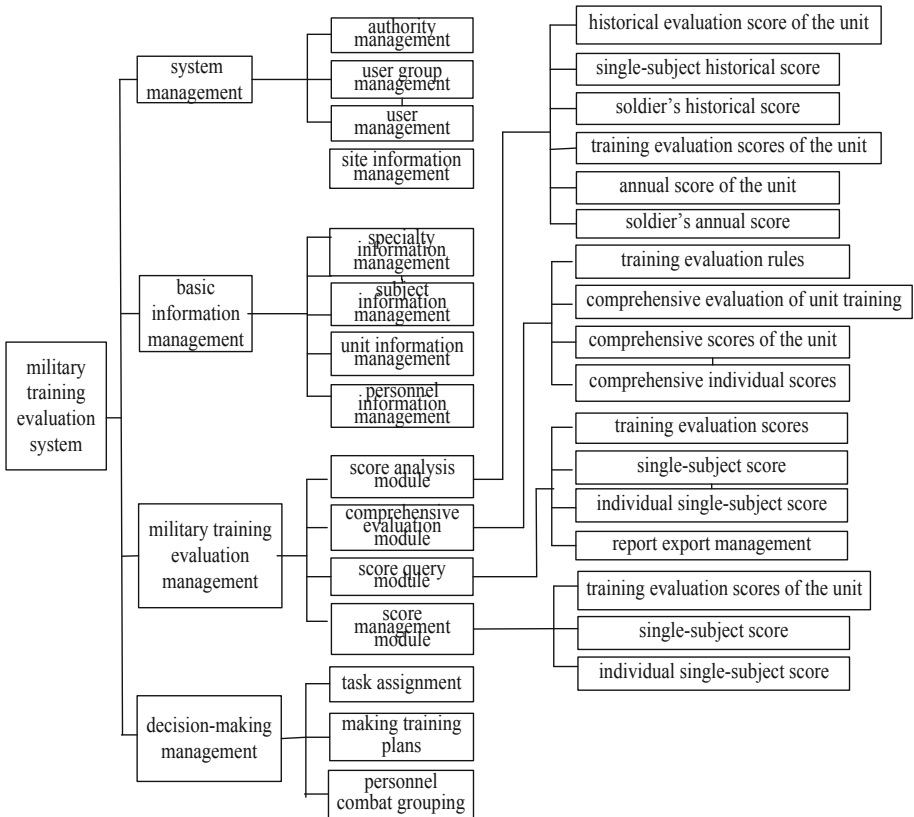 military
training
evaluation
system
system
management
authority
management
user group
management
user
management
site information
management
basic
information
management
specialty
information
management
subject
information
management
unit information
management
personnel
information
management
military training
evaluation
management
score analysis
module
comprehensive
evaluation
module
score query
module
score
management
module
decision-making
management
task assignment
making training
plans
personnel
combat grouping
historical evaluation score of the unit
single-subject historical score
soldier's historical score
training evaluation scores of the unit
annual score of the unit
soldier's annual score
training evaluation rules
comprehensive evaluation of unit training
comprehensive scores of the unit
comprehensive individual scores
training evaluation scores
single-subject score
individual single-subject score
report export management
training evaluation scores of the unit
single-subject score
individual single-subject score